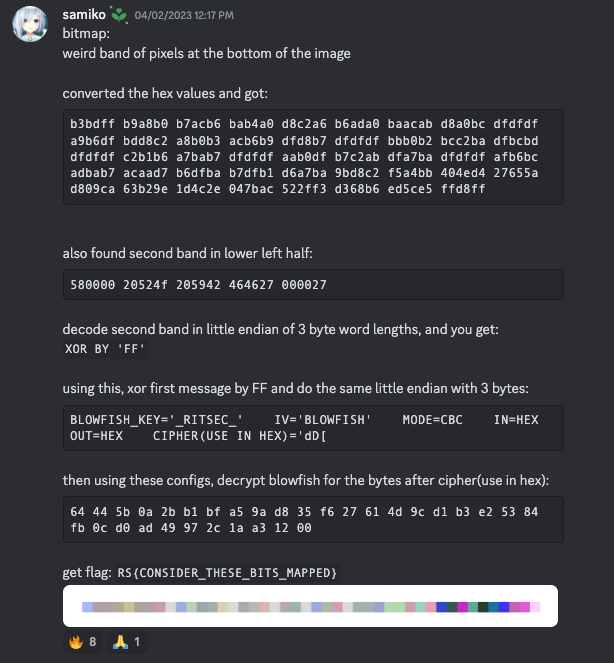 samiko 04/02/2023 12:17 PM
bitmap:
weird band of pixels at the bottom of the image
converted the hex values and got:
b3bdff b9a8b0 b7acb6 bab4a0 d8c2a6 b6ada0 baacab d8a0bc dfdfdf
a9b6df bdd8c2 a8b0b3 acb6b9 dfd8b7 dfdfdf bbb0b2 bcc2ba dfbcbd
dfdfdf c2b1b6 a7bab7 dfdfdf aab0df b7c2ab dfa7ba dfdfdf afb6bc
adbab7 acaad7 b6dfba b7dfb1 d6a7ba 9bd8c2 f5a4bb 404ed4 27655a
d809ca 63b29e 1d4c2e 047bac 522ff3 d368b6 ed5ce5 ffd8ff
also found second band in lower left half:
580000 20524f 205942 464627 000027
decode second band in little endian of 3 byte word lengths, and you get:
XOR BY 'FF'
using this, xor first message by FF and do the same little endian with 3 bytes:
BLOWFISH_KEY='_RITSEC_' IV='BLOWFISH' MODE=CBC IN=HEX
OUT=HEX CIPHER(USE IN HEX)='dD[
then using these configs, decrypt blowfish for the bytes after cipher(use in hex):
64 44 5b 0a 2b b1 bf a5 9a d8 35 f6 27 61 4d 9c d1 b3 e2 53 84
fb 0c d0 ad 49 97 2c 1a a3 12 00
get flag: RS{CONSIDER_THESE_BITS_MAPPED}
8 1